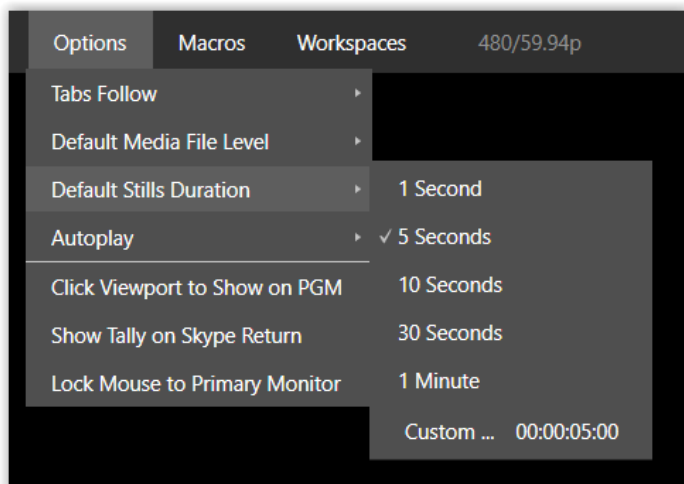 Options Macros Workspaces 480/59.94p
Tabs Follow
Default Media File Level
Default Stills Duration
Autoplay
Click Viewport to Show on PGM
Show Tally on Skype Return
Lock Mouse to Primary Monitor
1 Second
✓ 5 Seconds
10 Seconds
30 Seconds
1 Minute
Custom ... 00:00:05:00